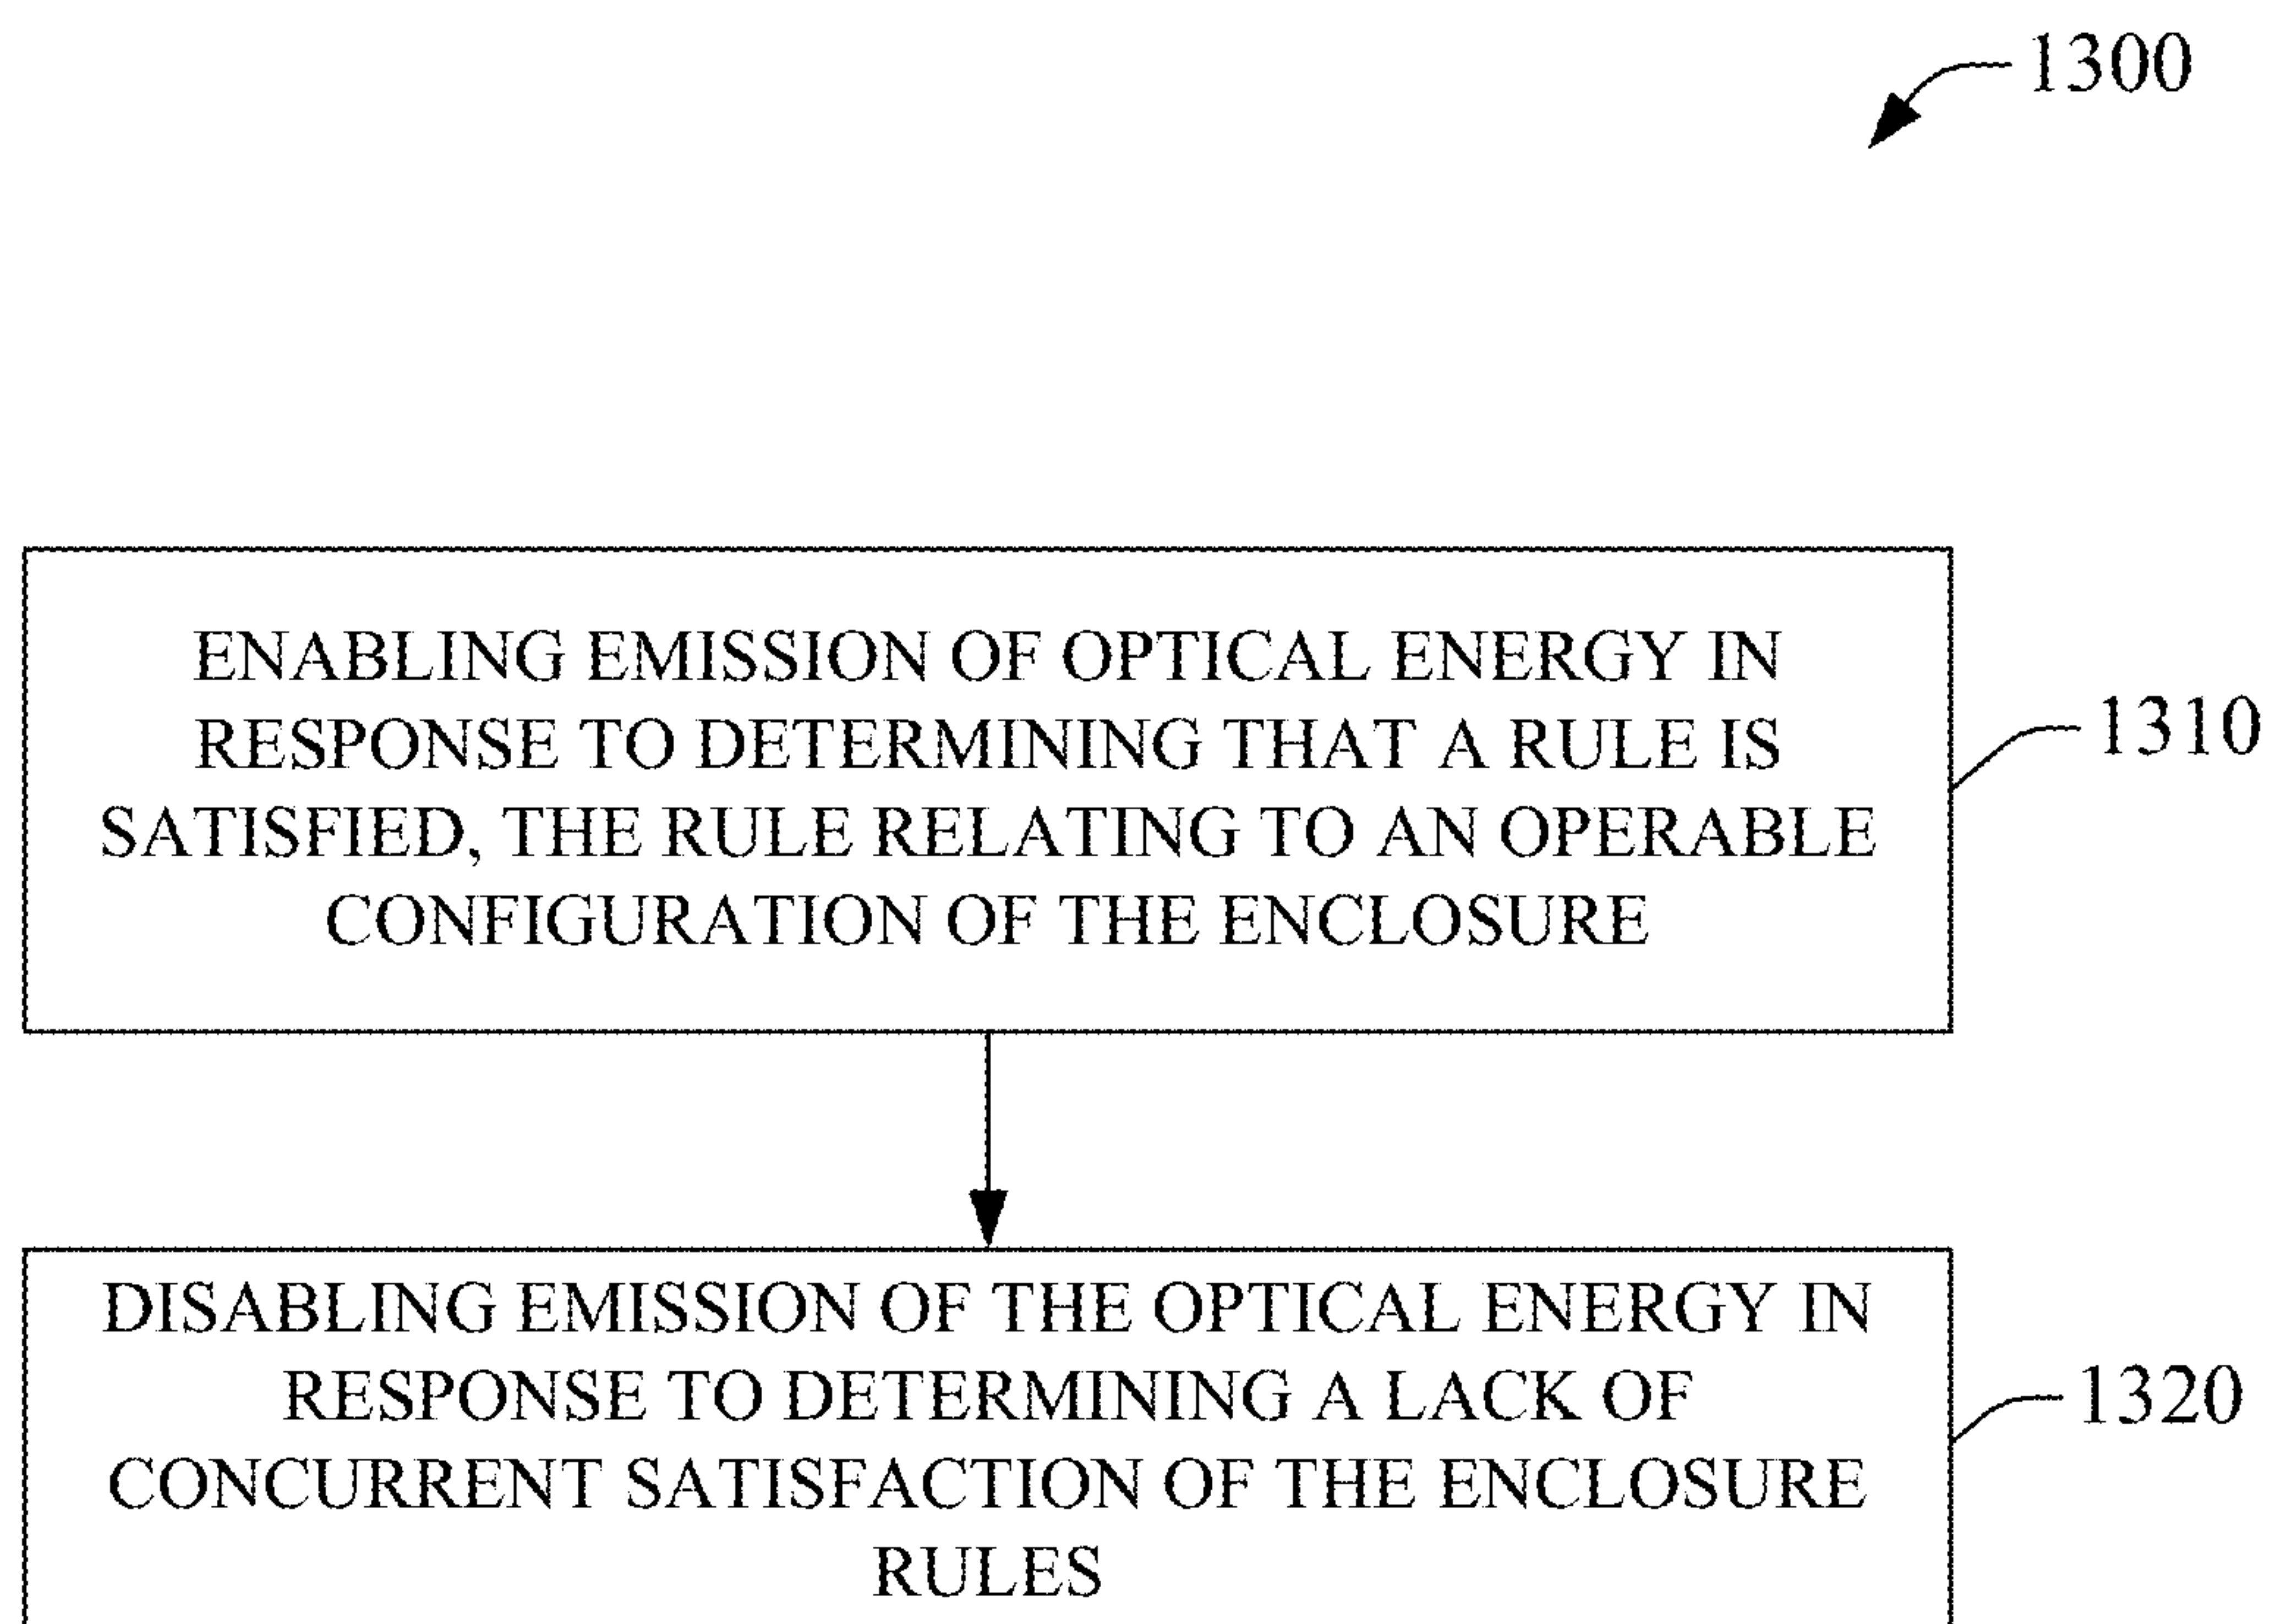 1300
ENABLING EMISSION OF OPTICAL ENERGY IN
RESPONSE TO DETERMINING THAT A RULE IS
SATISFIED, THE RULE RELATING TO AN OPERABLE
CONFIGURATION OF THE ENCLOSURE
1310
DISABLING EMISSION OF THE OPTICAL ENERGY IN
RESPONSE TO DETERMINING A LACK OF
CONCURRENT SATISFACTION OF THE ENCLOSURE
RULES
1320